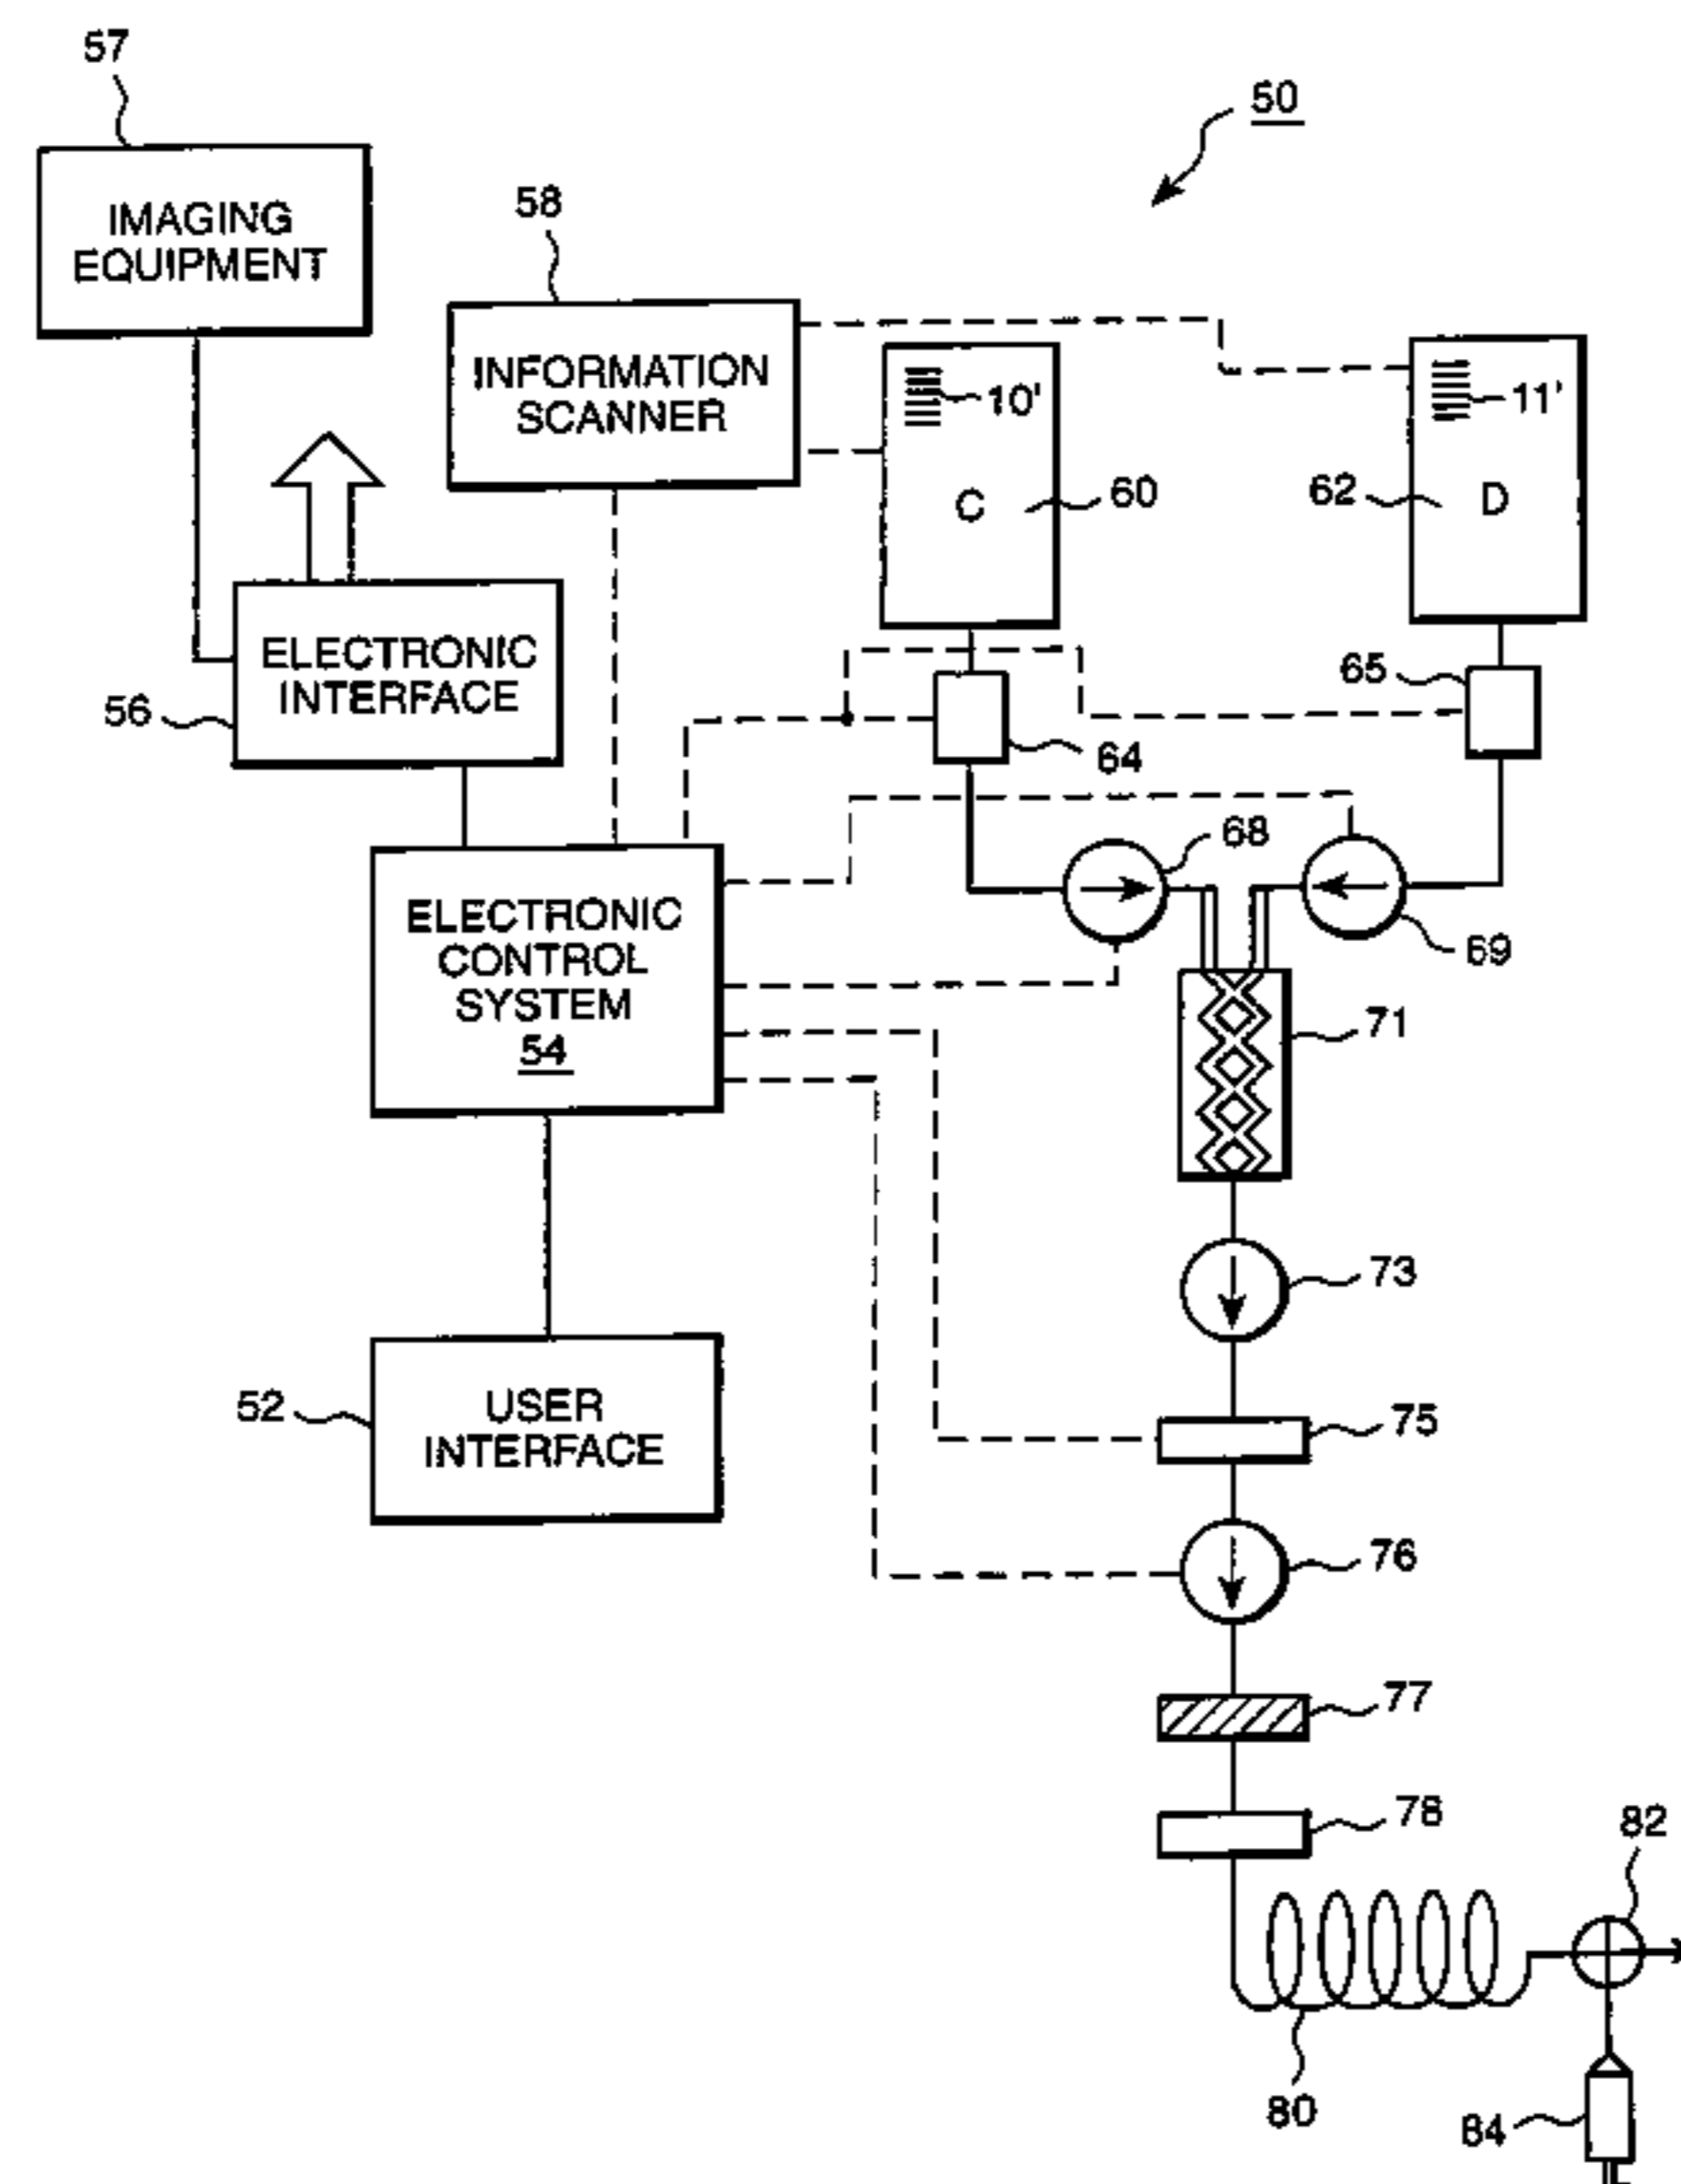 57
50
IMAGING
EQUIPMENT
58
INFORMATION
SCANNER
10'
11'
C
60
62
D
ELECTRONIC
INTERFACE
56
65
64
68
69
ELECTRONIC
CONTROL
SYSTEM
54
71
73
52
USER
INTERFACE
75
76
77
78
82
80
84